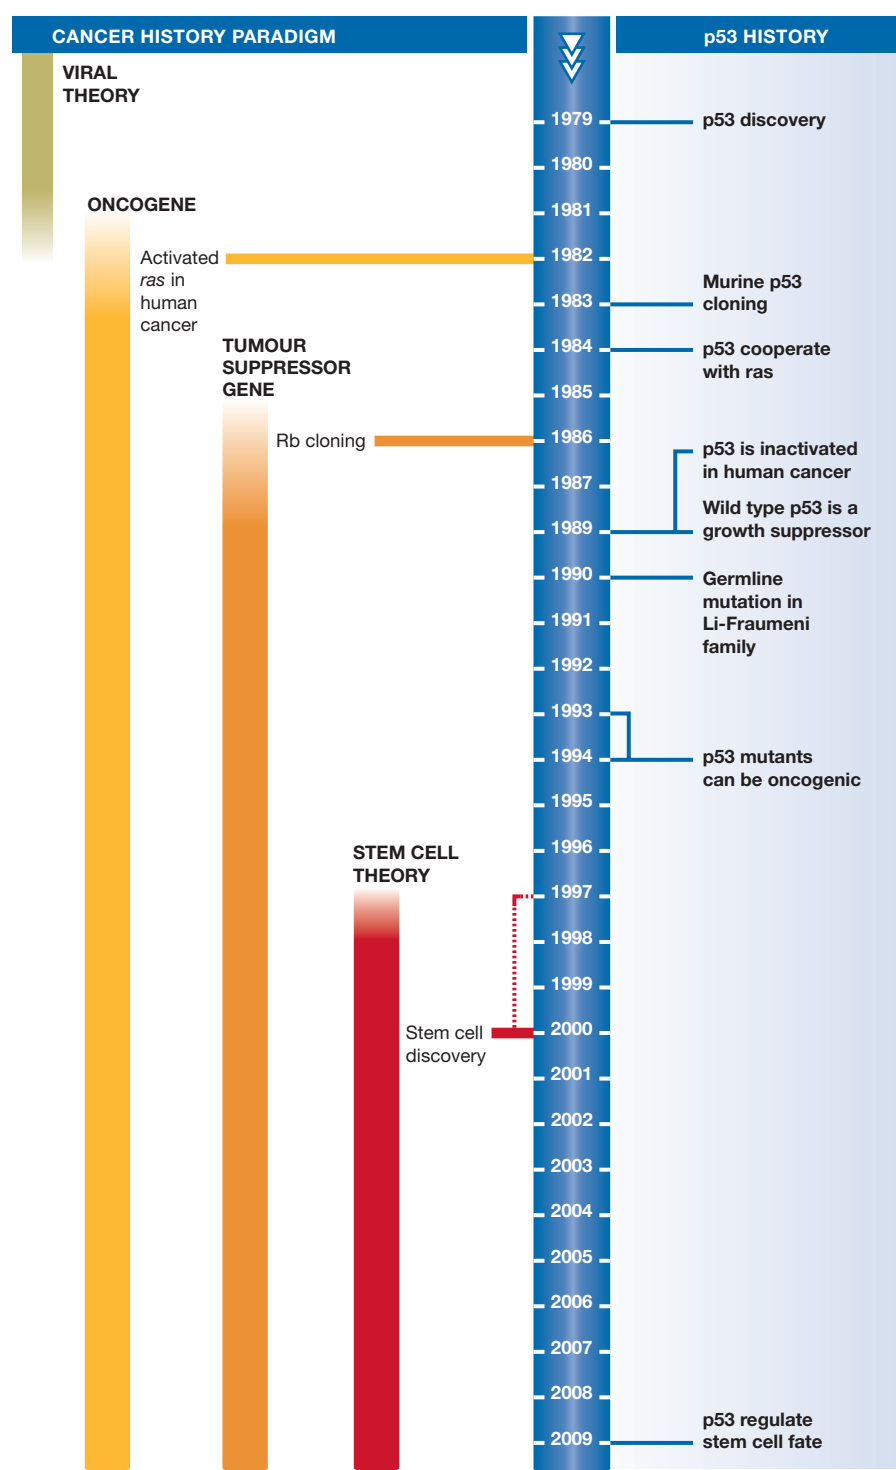 CANCER HISTORY PARADIGM
p53 HISTORY
VIRAL
THEORY
1979
p53 discovery
1980
ONCOGENE
1981
Activated
ras in
human
cancer
1982
Murine p53
cloning
1983
TUMOUR
SUPPRESSOR
GENE
1984
p53 cooperate
with ras
1985
Rb cloning
1986
p53 is inactivated
in human cancer
1987
Wild type p53 is a
growth suppressor
1989
1990
Germline
mutation in
Li-Fraumeni
family
1991
1992
1993
1994
p53 mutants
can be oncogenic
1995
1996
STEM CELL
THEORY
1997
1998
1999
Stem cell
discovery
2000
2001
2002
2003
2004
2005
2006
2007
2008
p53 regulate
stem cell fate
2009